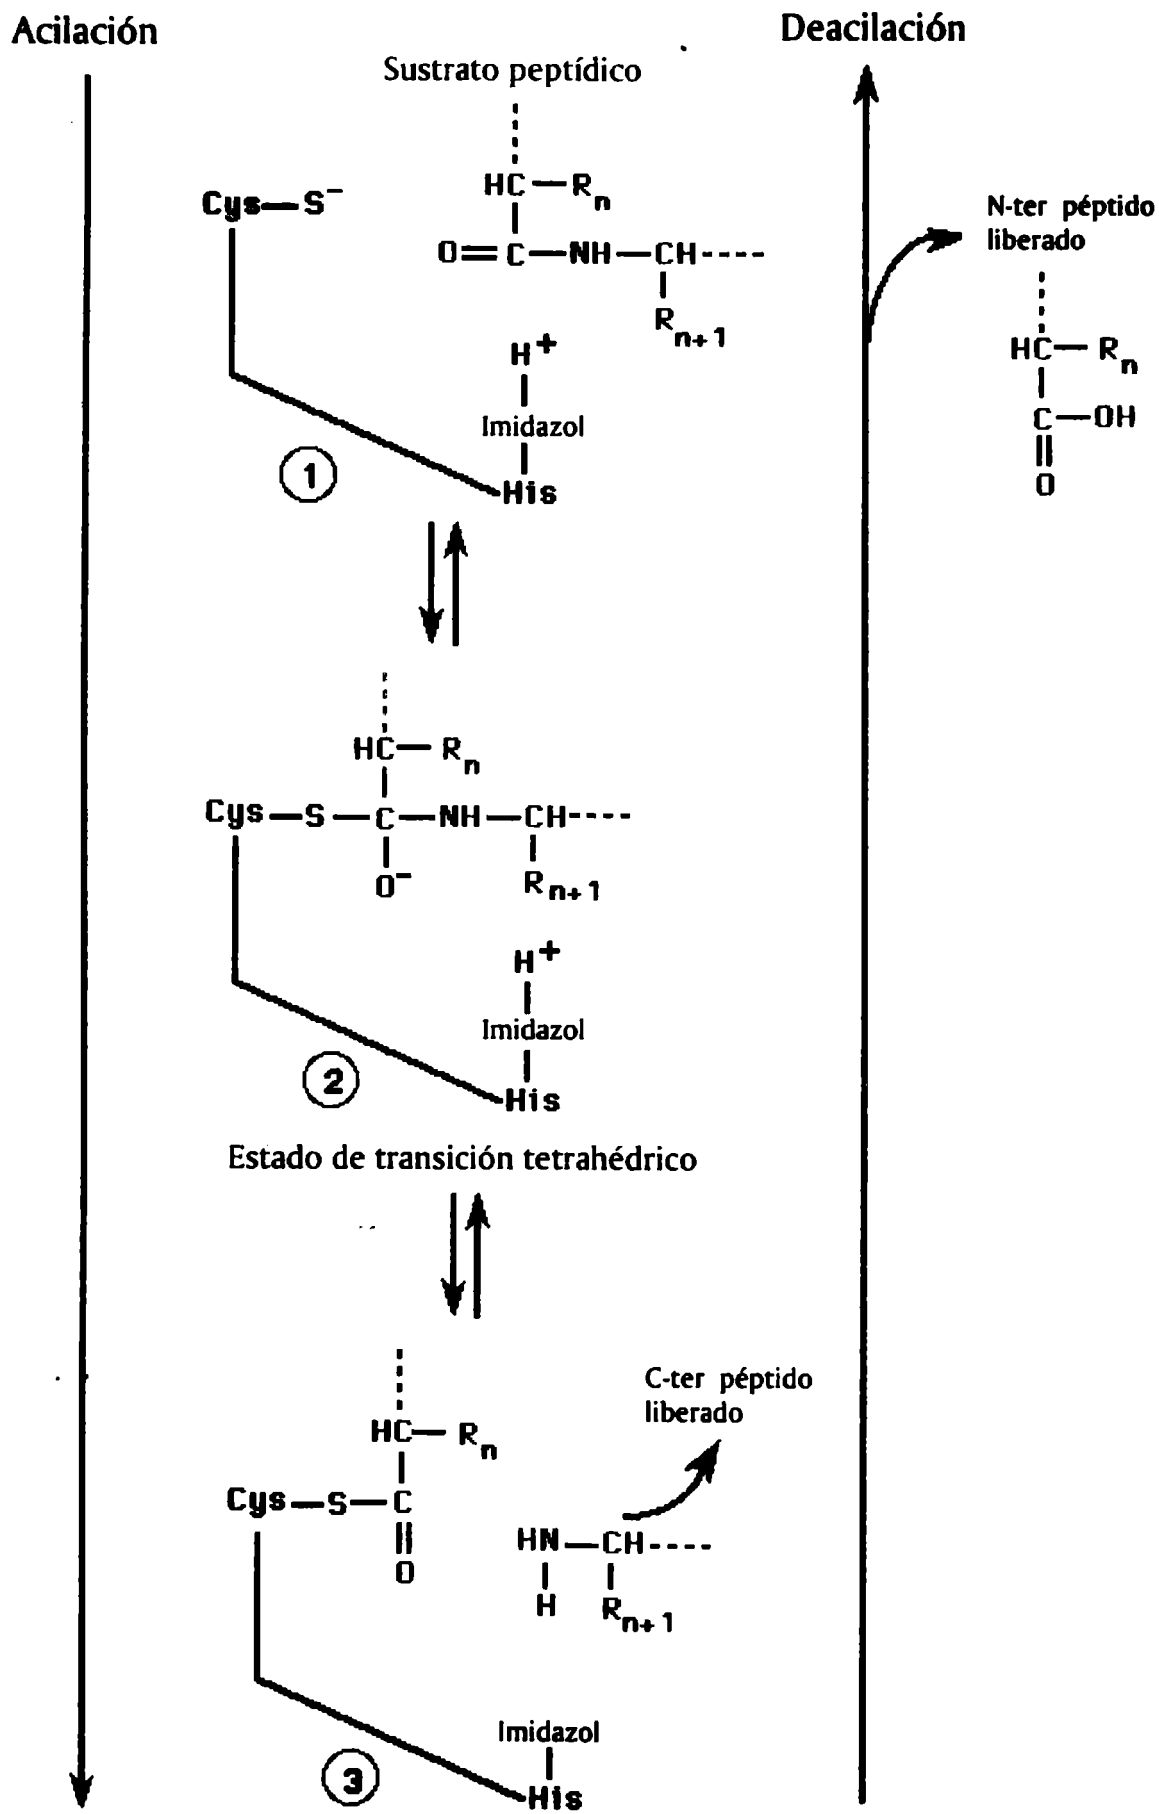 Acilación
Deacilación
Sustrato peptídico
HC—Rn
Cys—S⁻
O=C—NH—CH----
Rn+1
H+
Imidazol
His
1
N-ter péptido
liberado
HC—Rn
C—OH
O
HC—Rn
Cys—S—C—NH—CH----
O⁻
Rn+1
H+
Imidazol
His
2
Estado de transición tetrahédrico
C-ter péptido
liberado
HC—Rn
Cys—S—C
O
HN—CH----
H
Rn+1
Imidazol
His
3